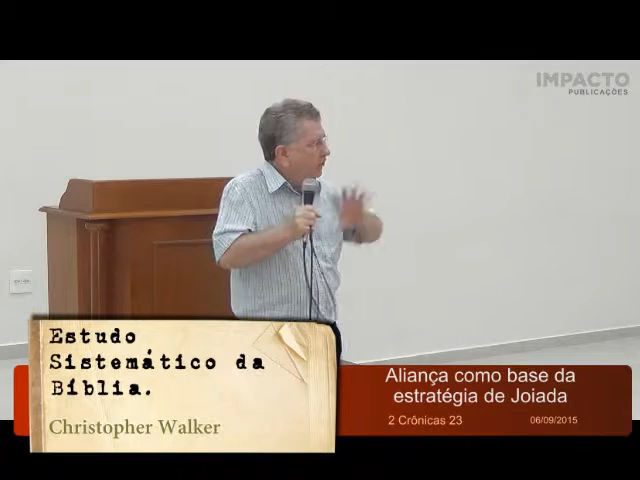 IMPACTO
PUBLICAÇÕES
Estudo
Sistemático da
Bíblia.
Christopher Walker
Aliança como base da
estratégia de Joiada
2 Crônicas 23
06/09/2015